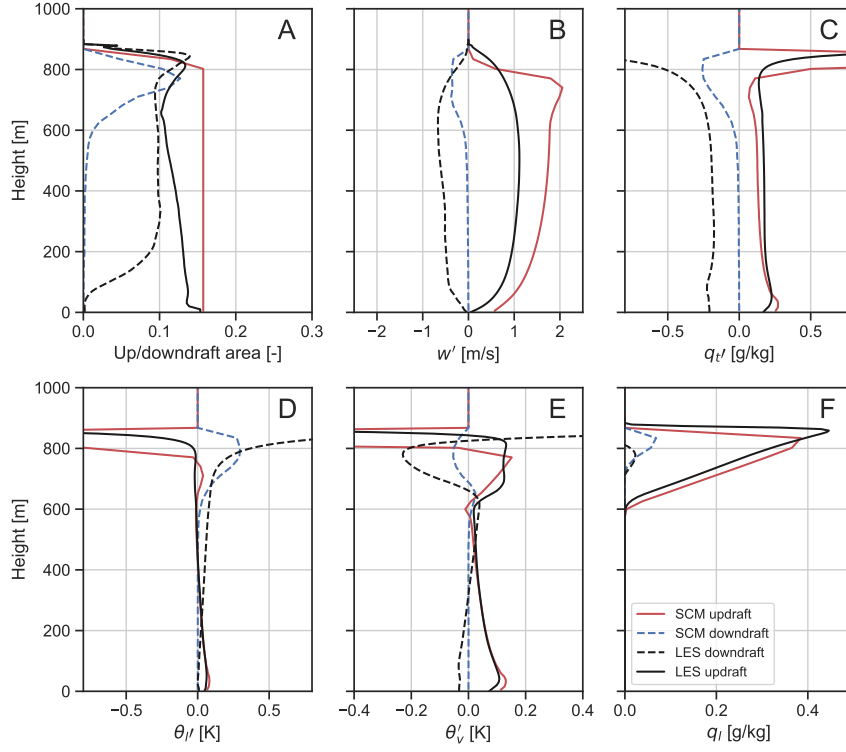 A
B
C
Height [m]
1000
800
600
400
200
0
0.0
0.1
0.2
0.3
Up/downdraft area [-]
−2
−1
0
1
2
w′ [m/s]
−0.5
0.0
0.5
q_t′ [g/kg]
D
E
F
Height [m]
1000
800
600
400
200
0
−0.5
0.0
0.5
θ_l′ [K]
−0.4
−0.2
0.0
0.2
0.4
θ′_v [K]
SCM updraft
SCM downdraft
LES downdraft
LES updraft
0.0
0.2
0.4
q_l [g/kg]